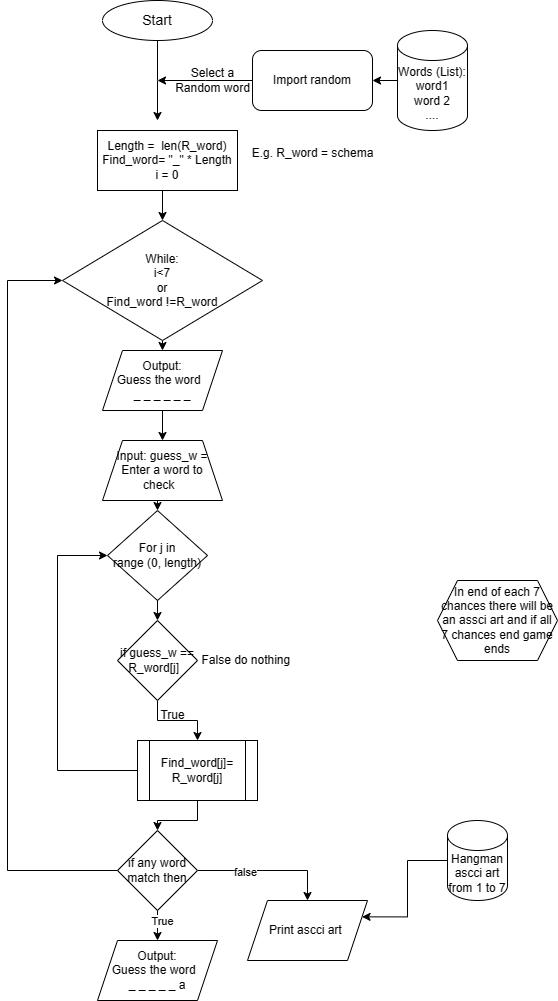 Start
Select a
Random word
Import random
Words (List):
word1
word 2
....
Length =  len(R_word)
Find_word= "_" * Length
i = 0
E.g. R_word = schema
While:
i<7
or
Find_word !=R_word
Output:
Guess the word
_ _ _ _ _ _
Input: guess_w =
Enter a word to
check
For j in
range (0, length)
In end of each 7
chances there will be
an assci art and if all
7 chances end game
ends
if guess_w ==
R_word[j]
False do nothing
True
Find_word[j]=
R_word[j]
if any word
match then
false
Hangman
ascci art
from 1 to 7
True
Print ascci art
Output:
Guess the word
_ _ _ _ _ a